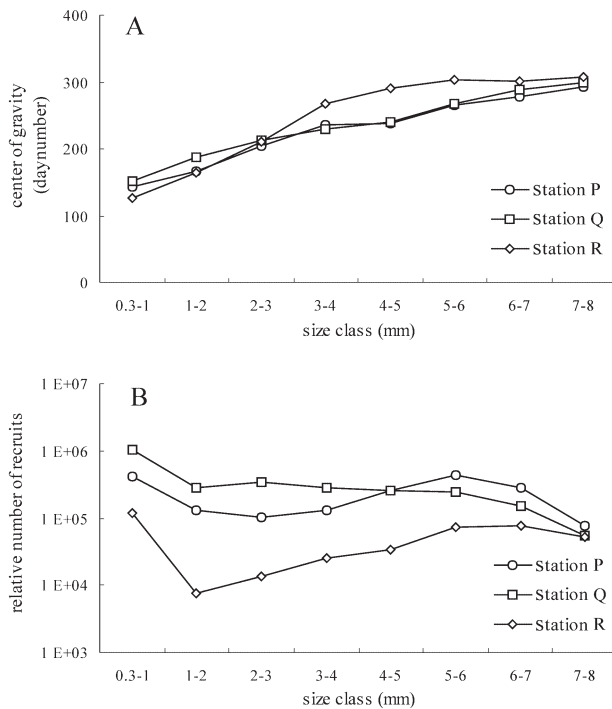 A
400
300
200
100
0
center of gravity
(daynumber)
Station P
Station Q
Station R
0.3-1 1-2 2-3 3-4 4-5 5-6 6-7 7-8
size class (mm)
B
1 E+07
1 E+06
1 E+05
1 E+04
1 E+03
relative number of recruits
Station P
Station Q
Station R
0.3-1 1-2 2-3 3-4 4-5 5-6 6-7 7-8
size class (mm)